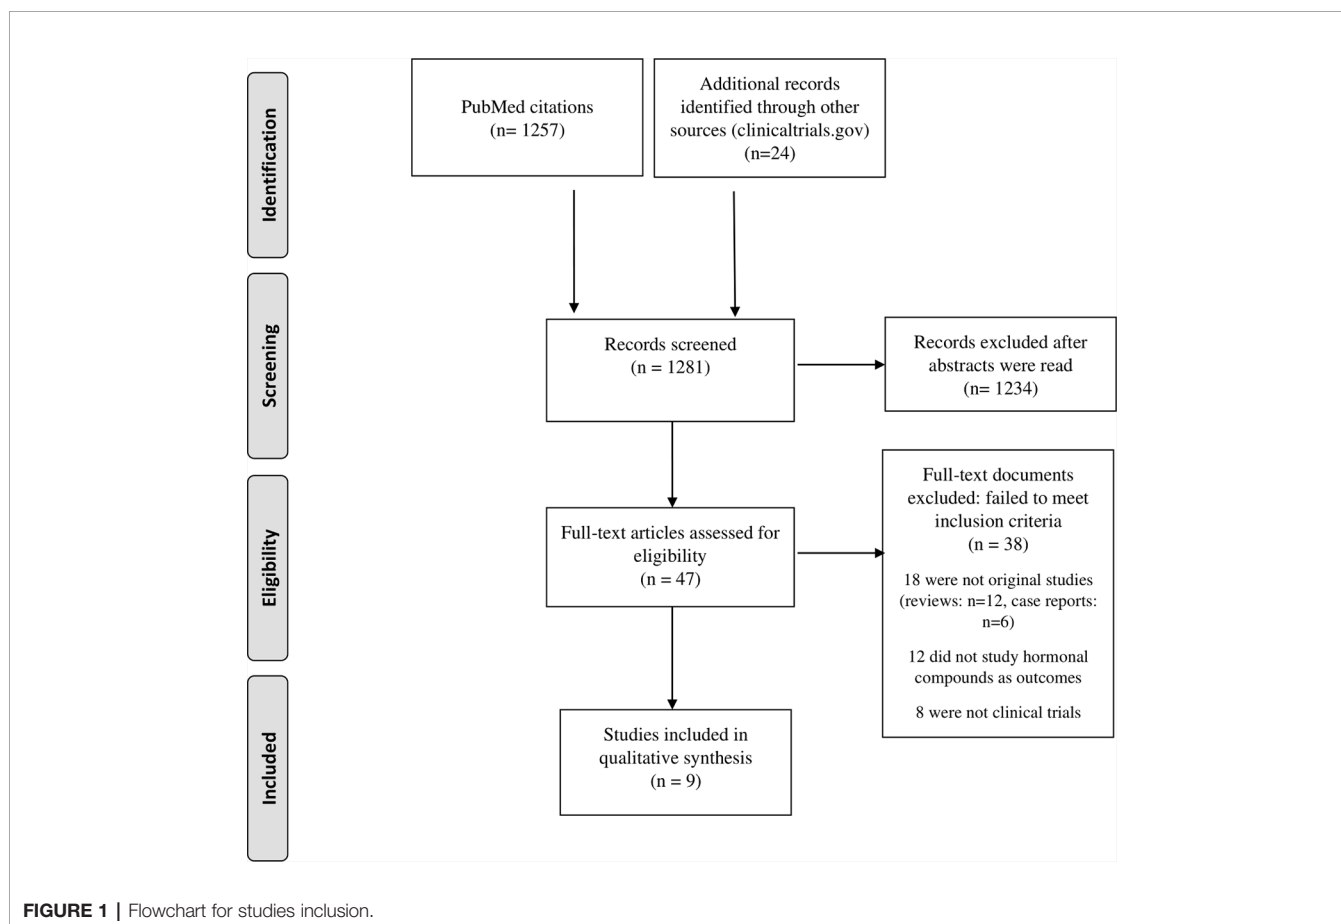 Identification
PubMed citations
(n= 1257)
Additional records
identified through other
sources (clinicaltrials.gov)
(n=24)
Screening
Records screened
(n = 1281)
Records excluded after
abstracts were read
(n= 1234)
Eligibility
Full-text articles assessed for
eligibility
(n = 47)
Full-text documents
excluded: failed to meet
inclusion criteria
(n = 38)
18 were not original studies
(reviews: n=12, case reports:
n=6)
12 did not study hormonal
compounds as outcomes
8 were not clinical trials
Included
Studies included in
qualitative synthesis
(n = 9)
FIGURE 1 | Flowchart for studies inclusion.